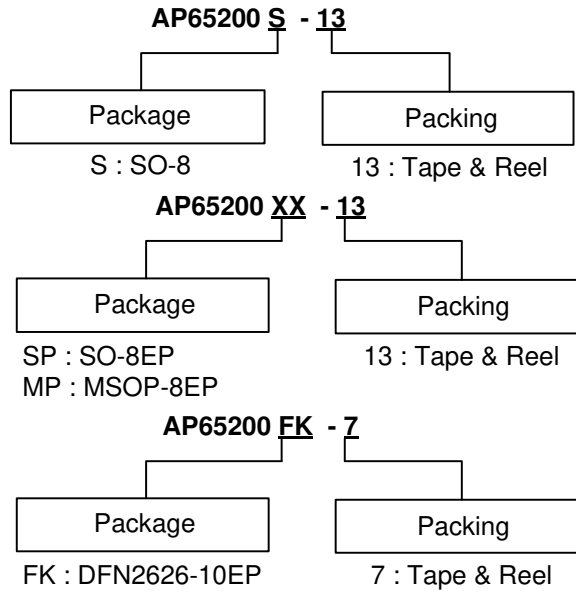 AP65200 S - 13
Package Packing
S : SO-8 13 : Tape & Reel
AP65200 XX - 13
Package Packing
SP : SO-8EP 13 : Tape & Reel
MP : MSOP-8EP
AP65200 FK - 7
Package Packing
FK : DFN2626-10EP 7 : Tape & Reel